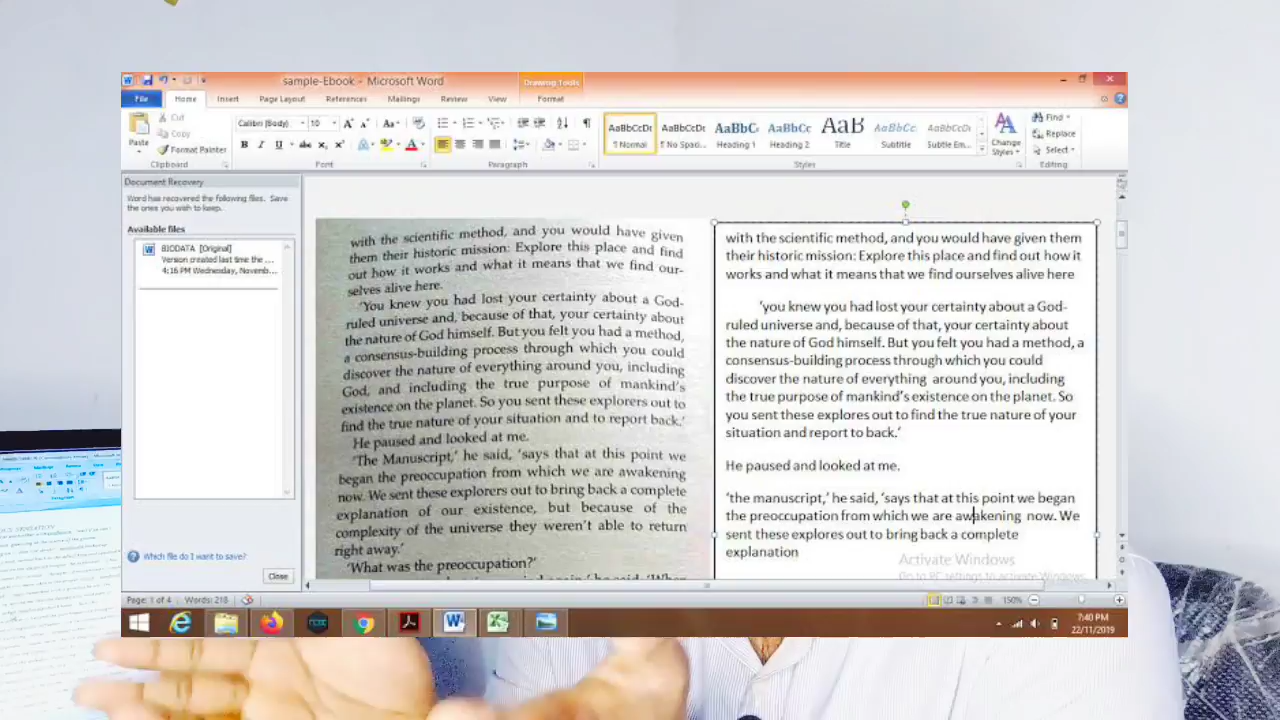 sample-Ebook - Microsoft Word
Drawing Tools
File Home Insert Page Layout References Mailings Review View Format
Cut
Copy
Format Painter
Paste
Clipboard
Calibri (Body) 10
Font
Paragraph
AaBbCcDc AaBbCcDc AaBbC AaBbCc AaB AaBbCc AaBbCcDc
¶ Normal ¶ No Spaci... Heading 1 Heading 2 Title Subtitle Subtle Em...
Styles
Change Styles
Find
Replace
Select
Editing
Document Recovery
Word has recovered the following files. Save
the ones you wish to keep.
Available files
BIODATA [Original]
Version created last time the ...
4:16 PM Wednesday, Novemb...
Which file do I want to save?
Close
with the scientific method, and you would have given
them their historic mission: Explore this place and find
out how it works and what it means that we find our-
selves alive here.
'You knew you had lost your certainty about a God-
ruled universe and, because of that, your certainty about
the nature of God himself. But you felt you had a method,
a consensus-building process through which you could
discover the nature of everything around you, including
God, and including the true purpose of mankind's
existence on the planet. So you sent these explorers out to
find the true nature of your situation and to report back.'
He paused and looked at me.
'The Manuscript,' he said, 'says that at this point we
began the preoccupation from which we are awakening
now. We sent these explorers out to bring back a complete
explanation of our existence, but because of the
complexity of the universe they weren't able to return
right away.'
'What was the preoccupation?'
with the scientific method, and you would have given them
their historic mission: Explore this place and find out how it
works and what it means that we find ourselves alive here
'you knew you had lost your certainty about a God-
ruled universe and, because of that, your certainty about
the nature of God himself. But you felt you had a method, a
consensus-building process through which you could
discover the nature of everything around you, including
the true purpose of mankind's existence on the planet. So
you sent these explores out to find the true nature of your
situation and report to back.'
He paused and looked at me.
'the manuscript,' he said, 'says that at this point we began
the preoccupation from which we are awakening now. We
sent these explores out to bring back a complete
explanation
Activate Windows
Go to PC settings to activate Windows
Page: 1 of 4 Words: 218
150%
7:40 PM
22/11/2019